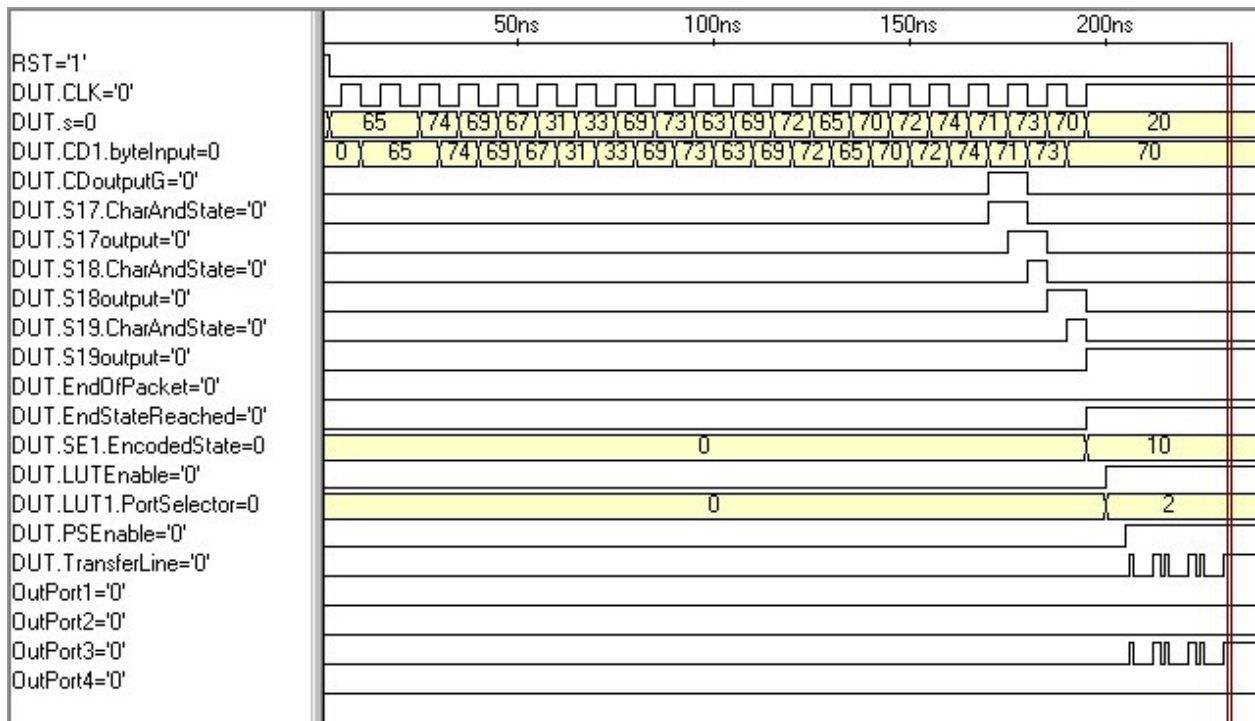 50ns 100ns 150ns 200ns
RST='1'
DUT.CLK='0'
DUT.s=0 65 74 69 67 31 33 69 73 63 69 72 65 70 72 74 71 73 70 20
DUT.CD1.byteInput=0 0 65 74 69 67 31 33 69 73 63 69 72 65 70 72 74 71 73 70
DUT.CDoutputG='0'
DUT.S17.CharAndState='0'
DUT.S17output='0'
DUT.S18.CharAndState='0'
DUT.S18output='0'
DUT.S19.CharAndState='0'
DUT.S19output='0'
DUT.EndOfPacket='0'
DUT.EndStateReached='0'
DUT.SE1.EncodedState=0 0 10
DUT.LUTEnable='0'
DUT.LUT1.PortSelector=0 0 2
DUT.PSEnable='0'
DUT.TransferLine='0'
OutPort1='0'
OutPort2='0'
OutPort3='0'
OutPort4='0'